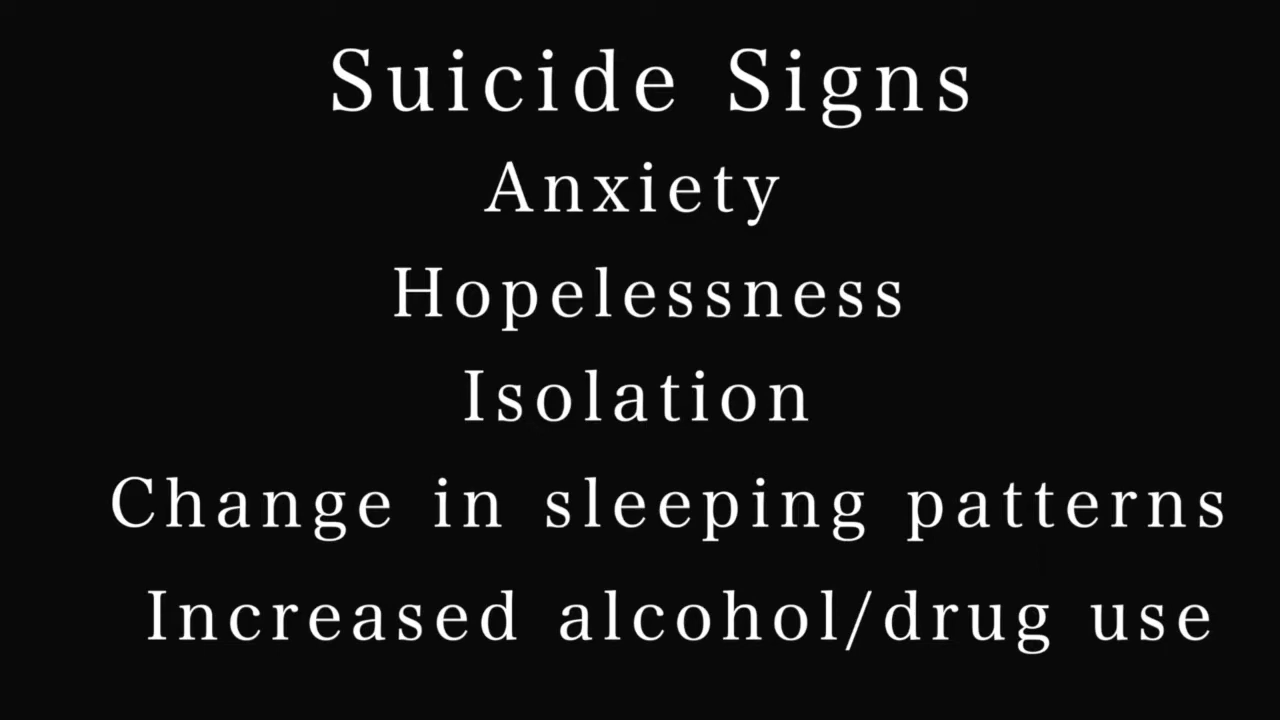 Suicide Signs
Anxiety
Hopelessness
Isolation
Change in sleeping patterns
Increased alcohol/drug use